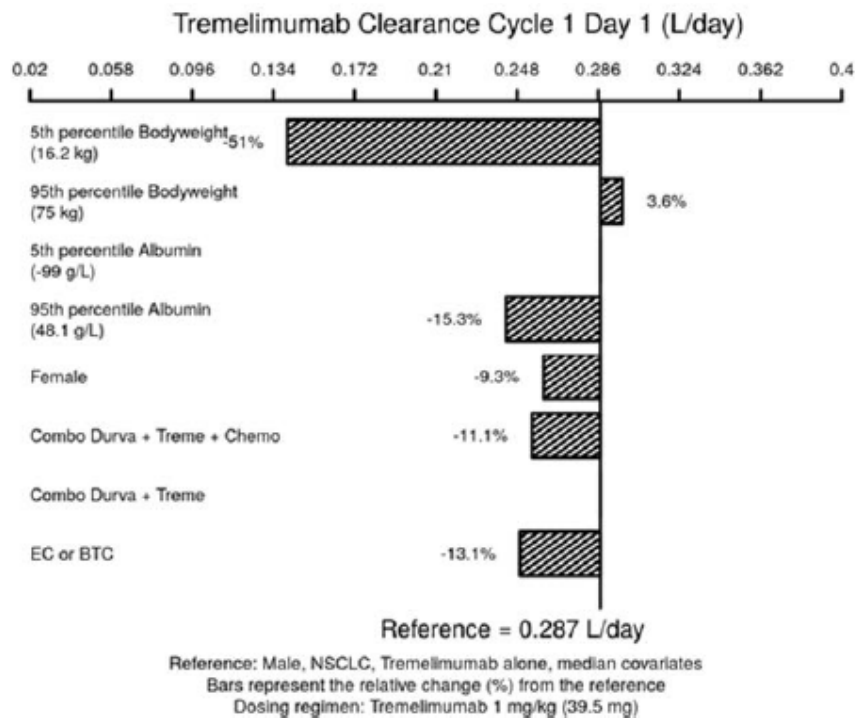 Tremelimumab Clearance Cycle 1 Day 1 (L/day)
0.02 0.058 0.096 0.134 0.172 0.21 0.248 0.286 0.324 0.362 0.4
5th percentile Bodyweight
(16.2 kg)
-51%
95th percentile Bodyweight
(75 kg)
3.6%
5th percentile Albumin
(-99 g/L)
95th percentile Albumin
(48.1 g/L)
-15.3%
Female
-9.3%
Combo Durva + Treme + Chemo
-11.1%
Combo Durva + Treme
EC or BTC
-13.1%
Reference = 0.287 L/day
Reference: Male, NSCLC, Tremelimumab alone, median covariates
Bars represent the relative change (%) from the reference
Dosing regimen: Tremelimumab 1 mg/kg (39.5 mg)